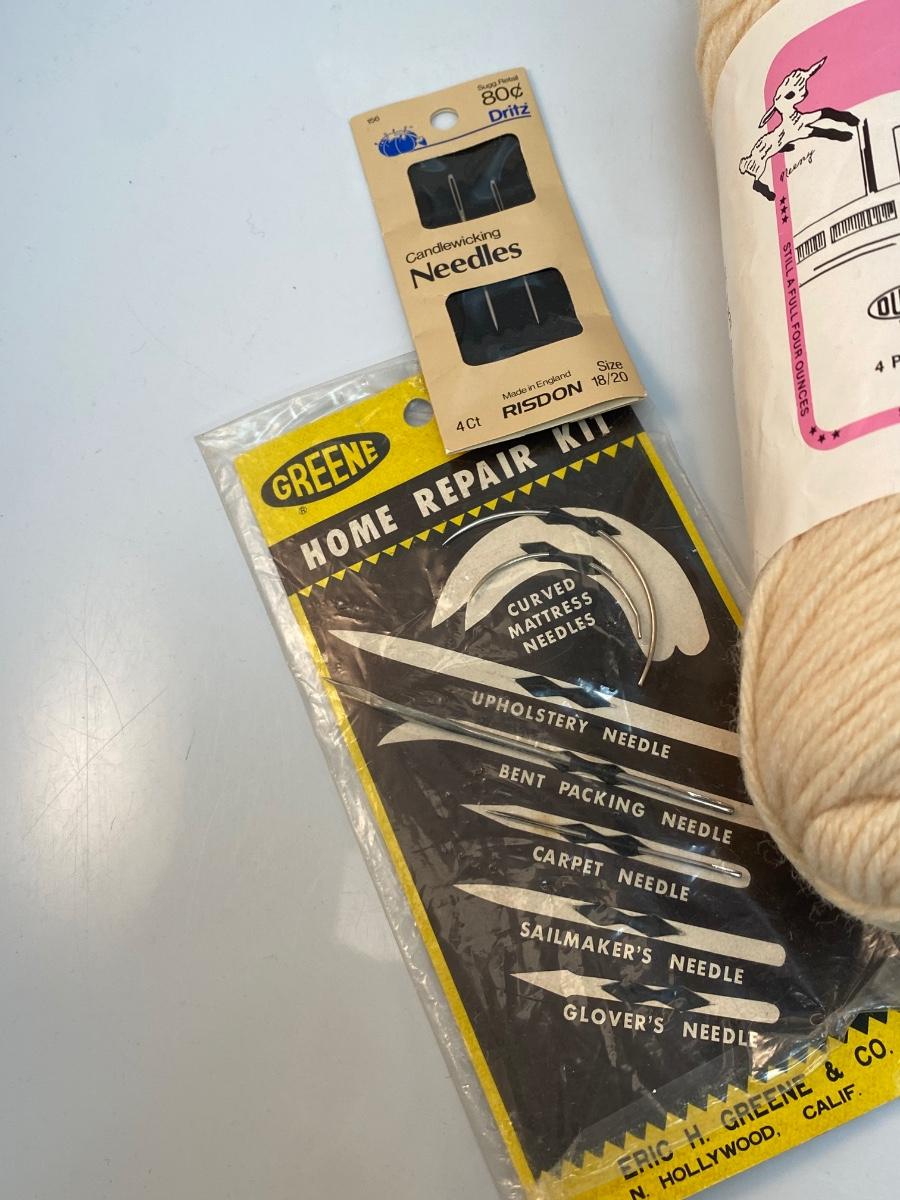 156
Sugg Retail
80¢
Dritz
Candlewicking
Needles
Made in England
Size
4 Ct RISDON 18/20
GREENE
®
HOME REPAIR KIT
CURVED
MATTRESS
NEEDLES
UPHOLSTERY NEEDLE
BENT PACKING NEEDLE
CARPET NEEDLE
SAILMAKER'S NEEDLE
GLOVER'S NEEDLE
ERIC H. GREENE & CO.
N. HOLLYWOOD, CALIF.
STILL A FULL FOUR OUNCES
4 P